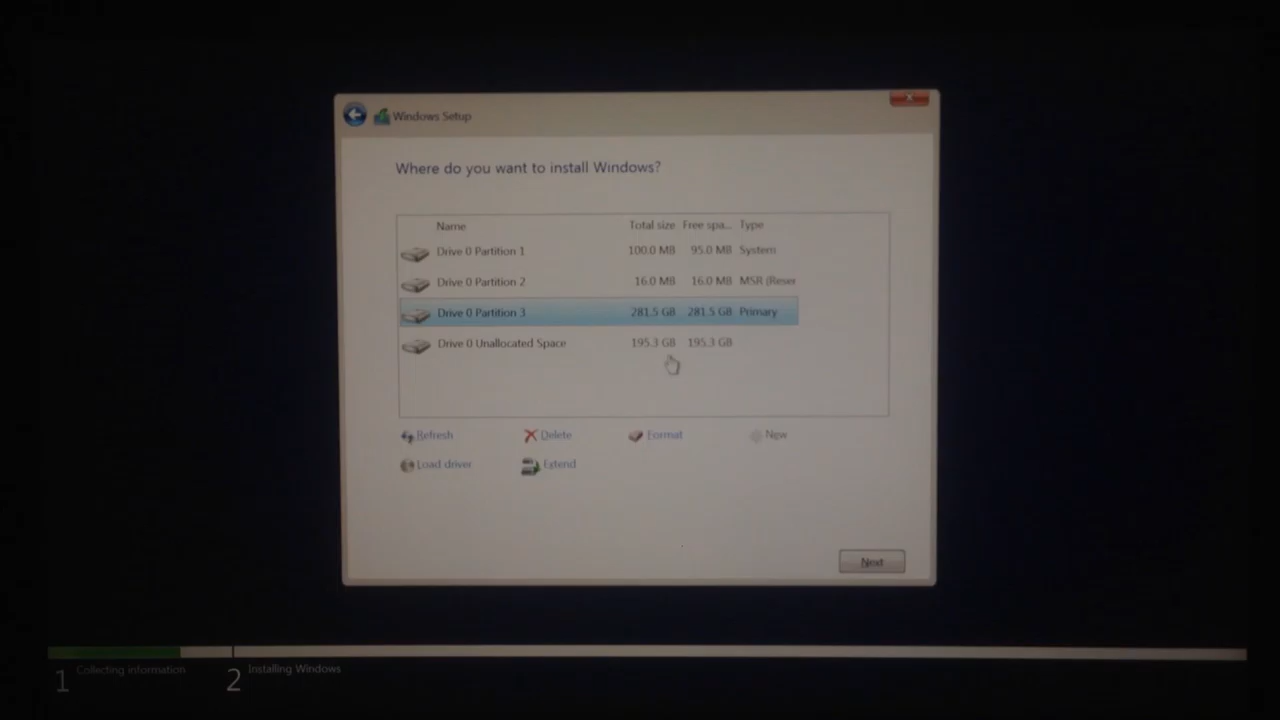 Windows Setup
Where do you want to install Windows?
Name Total size Free spa... Type
Drive 0 Partition 1 100.0 MB 95.0 MB System
Drive 0 Partition 2 16.0 MB 16.0 MB MSR (Reser
Drive 0 Partition 3 281.5 GB 281.5 GB Primary
Drive 0 Unallocated Space 195.3 GB 195.3 GB
Refresh Delete Format New
Load driver Extend
Next
1 Collecting information 2 Installing Windows